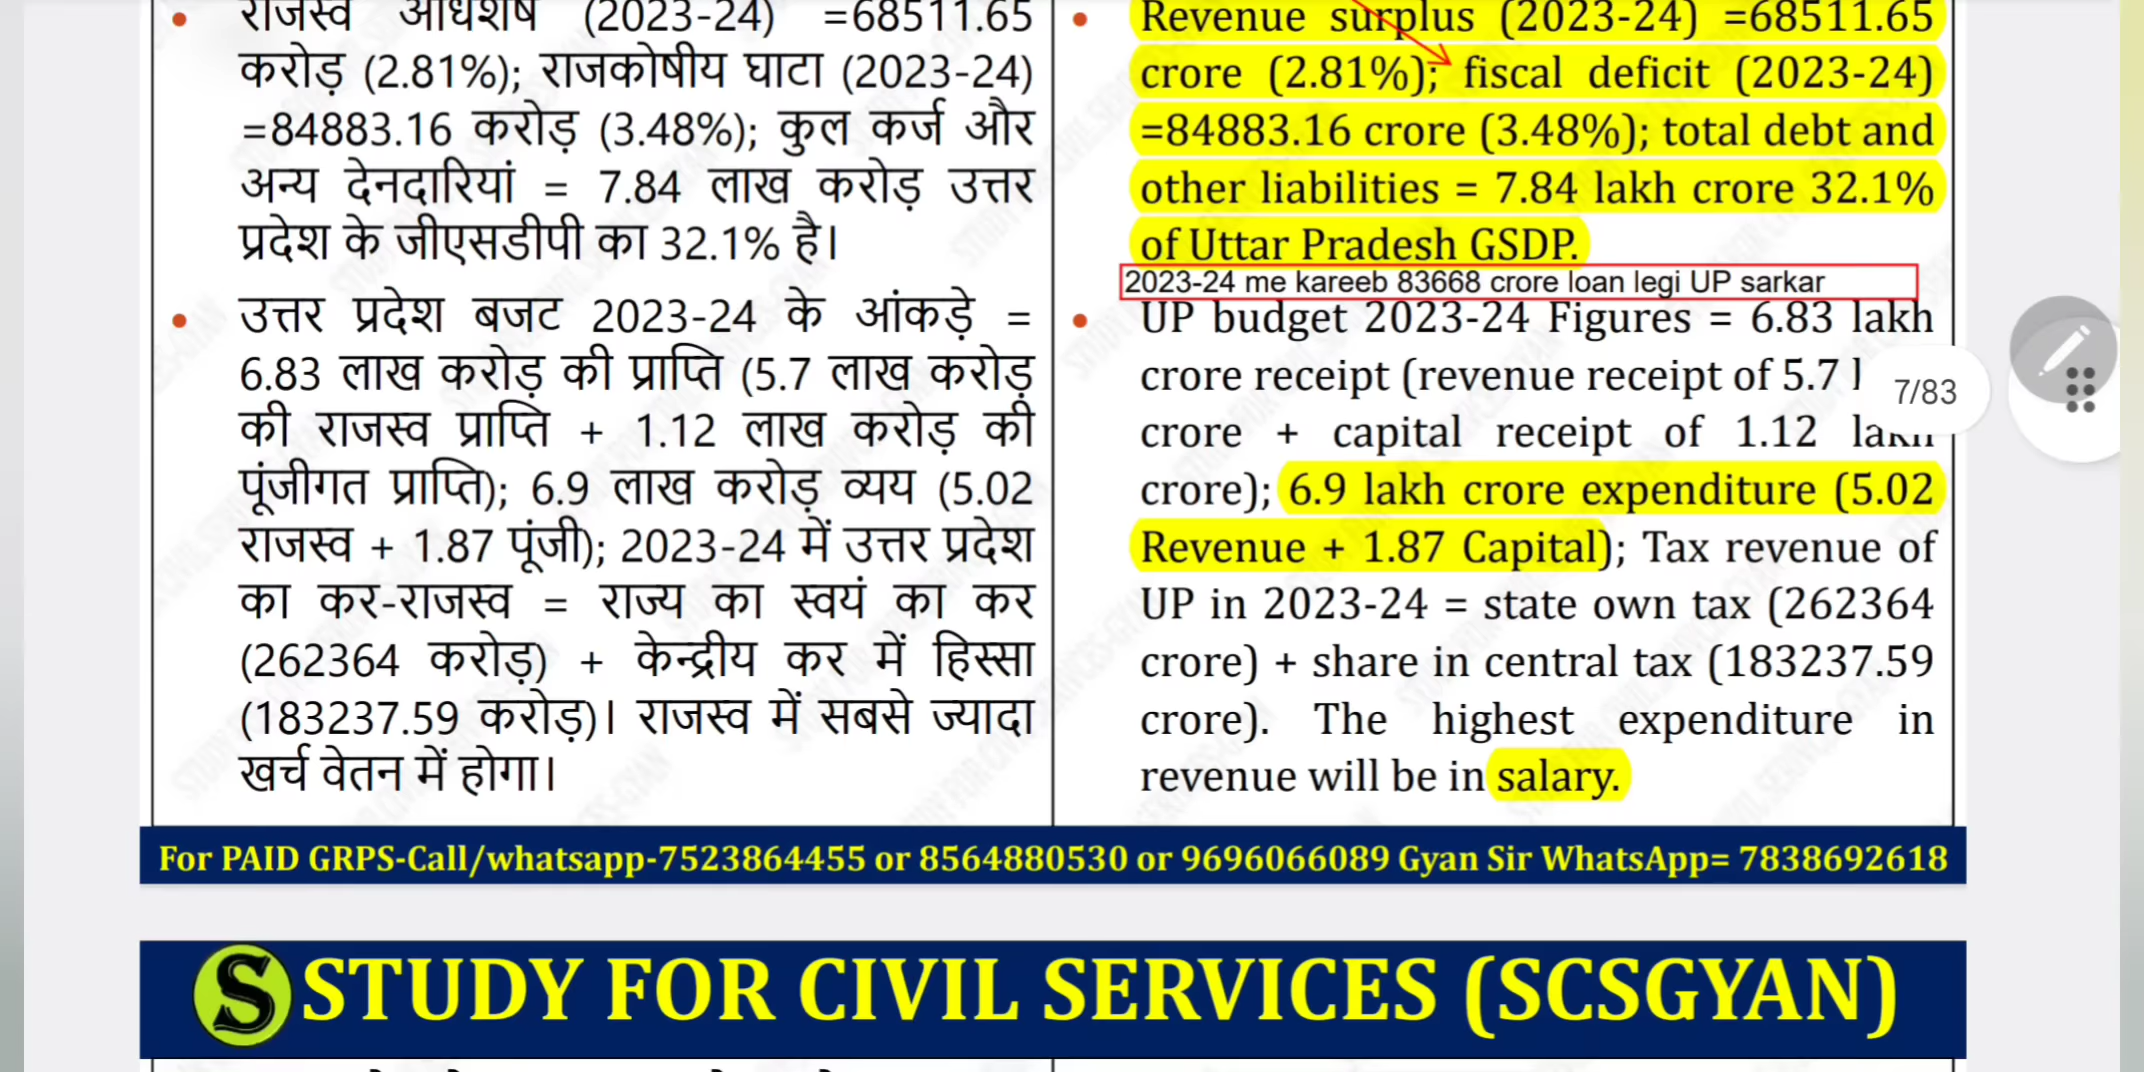 राजस्व अधिशेष (2023-24) =68511.65
करोड़ (2.81%); राजकोषीय घाटा (2023-24)
=84883.16 करोड़ (3.48%); कुल कर्ज और
अन्य देनदारियां = 7.84 लाख करोड़ उत्तर
प्रदेश के जीएसडीपी का 32.1% है।
उत्तर प्रदेश बजट 2023-24 के आंकड़े =
6.83 लाख करोड़ की प्राप्ति (5.7 लाख करोड़
की राजस्व प्राप्ति + 1.12 लाख करोड़ की
पूंजीगत प्राप्ति); 6.9 लाख करोड़ व्यय (5.02
राजस्व + 1.87 पूंजी); 2023-24 में उत्तर प्रदेश
का कर-राजस्व = राज्य का स्वयं का कर
(262364 करोड़) + केन्द्रीय कर में हिस्सा
(183237.59 करोड़)। राजस्व में सबसे ज्यादा
खर्च वेतन में होगा।
Revenue surplus (2023-24) =68511.65
crore (2.81%); fiscal deficit (2023-24)
=84883.16 crore (3.48%); total debt and
other liabilities = 7.84 lakh crore 32.1%
of Uttar Pradesh GSDP.
2023-24 me kareeb 83668 crore loan legi UP sarkar
UP budget 2023-24 Figures = 6.83 lakh
crore receipt (revenue receipt of 5.7
crore + capital receipt of 1.12 lakh
crore); 6.9 lakh crore expenditure (5.02
Revenue + 1.87 Capital); Tax revenue of
UP in 2023-24 = state own tax (262364
crore) + share in central tax (183237.59
crore). The highest expenditure in
revenue will be in salary.
7/83
For PAID GRPS-Call/whatsapp-7523864455 or 8564880530 or 9696066089 Gyan Sir WhatsApp= 7838692618
S STUDY FOR CIVIL SERVICES (SCSGYAN)